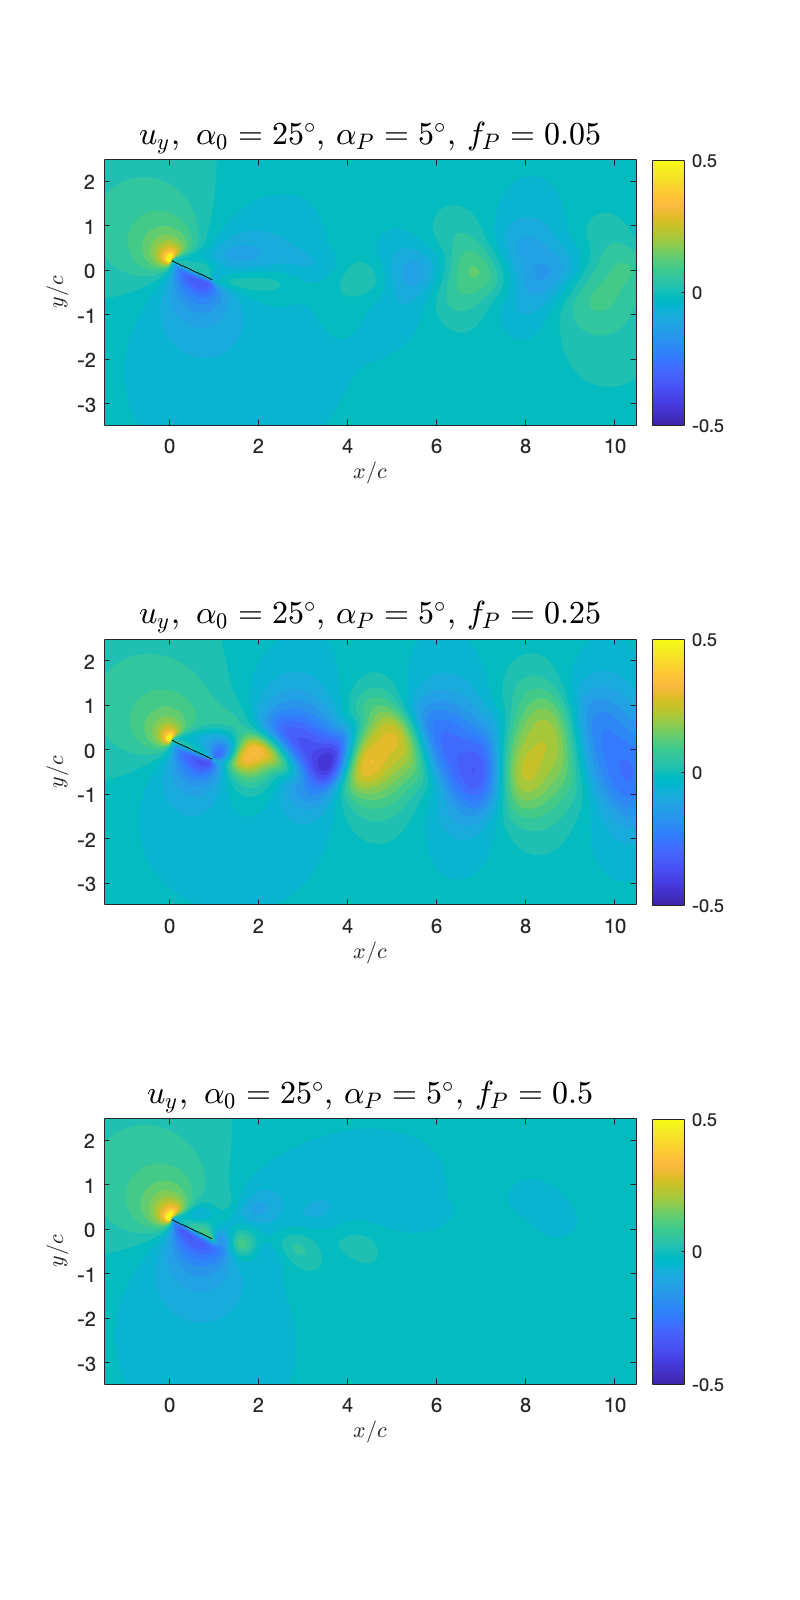 u_y, α_0 = 25°, α_P = 5°, f_P = 0.05
0.5
2
1
0
0
-1
-2
-3
-0.5
y/c
0 2 4 6 8 10
x/c
u_y, α_0 = 25°, α_P = 5°, f_P = 0.25
0.5
2
1
0
0
-1
-2
-3
-0.5
y/c
0 2 4 6 8 10
x/c
u_y, α_0 = 25°, α_P = 5°, f_P = 0.5
0.5
2
1
0
0
-1
-2
-3
-0.5
y/c
0 2 4 6 8 10
x/c